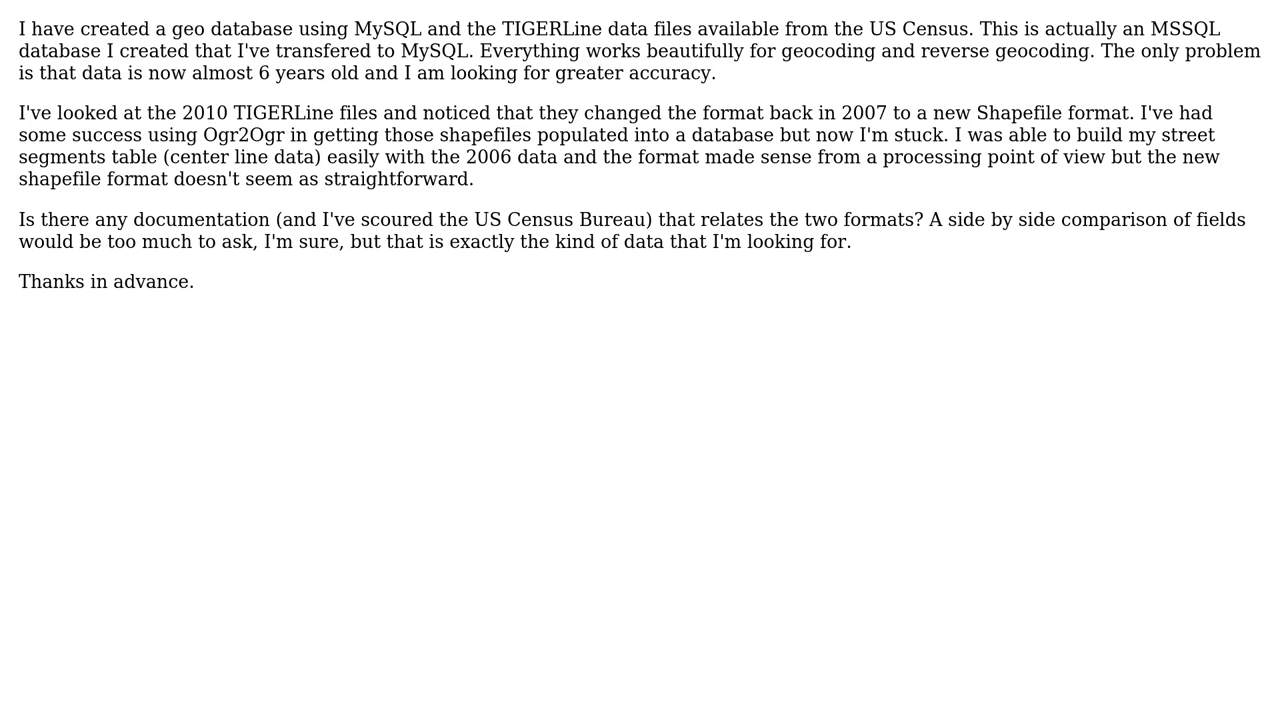 I have created a geo database using MySQL and the TIGERLine data files available from the US Census. This is actually an MSSQL
database I created that I've transfered to MySQL. Everything works beautifully for geocoding and reverse geocoding. The only problem
is that data is now almost 6 years old and I am looking for greater accuracy.
I've looked at the 2010 TIGERLine files and noticed that they changed the format back in 2007 to a new Shapefile format. I've had
some success using Ogr2Ogr in getting those shapefiles populated into a database but now I'm stuck. I was able to build my street
segments table (center line data) easily with the 2006 data and the format made sense from a processing point of view but the new
shapefile format doesn't seem as straightforward.
Is there any documentation (and I've scoured the US Census Bureau) that relates the two formats? A side by side comparison of fields
would be too much to ask, I'm sure, but that is exactly the kind of data that I'm looking for.
Thanks in advance.